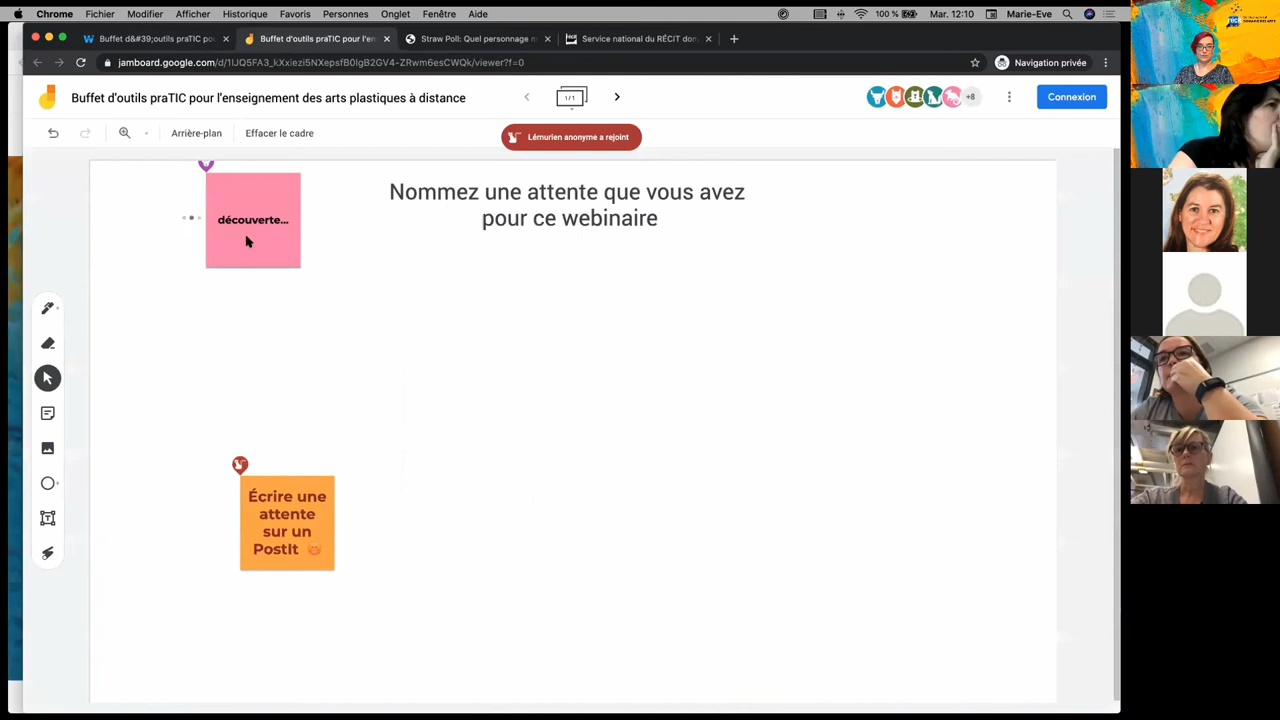 Chrome Fichier Modifier Afficher Historique Favoris Personnes Onglet Fenêtre Aide 100 % Mar. 12:10 Marie-Eve
Buffet d&#39;outils praTIC po Buffet d'outils praTIC pour l'en Straw Poll: Quel personnage m Service national du RÉCIT don
jamboard.google.com/d/1IJQ5FA3_kXxiezi5NXepsfB0IgB2GV4-ZRwm6esCWQk/viewer?f=0 Navigation privée
Buffet d'outils praTIC pour l'enseignement des arts plastiques à distance 1/1 +8 Connexion
Arrière-plan Effacer le cadre Lémurien anonyme a rejoint
Nommez une attente que vous avez
pour ce webinaire
découverte...
Écrire une
attente
sur un
PostIt